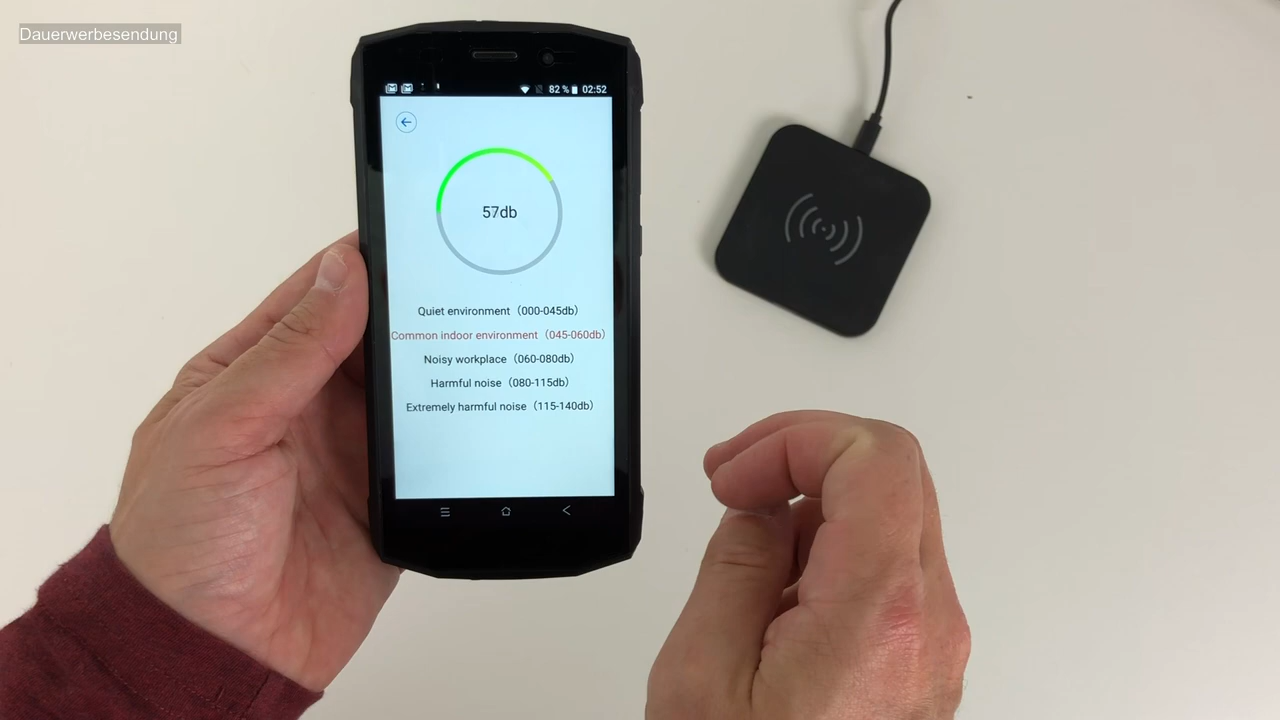 Dauerwerbesendung
82 % 02:52
57db
Quiet environment（000-045db）
Common indoor environment（045-060db）
Noisy workplace（060-080db）
Harmful noise（080-115db）
Extremely harmful noise（115-140db）